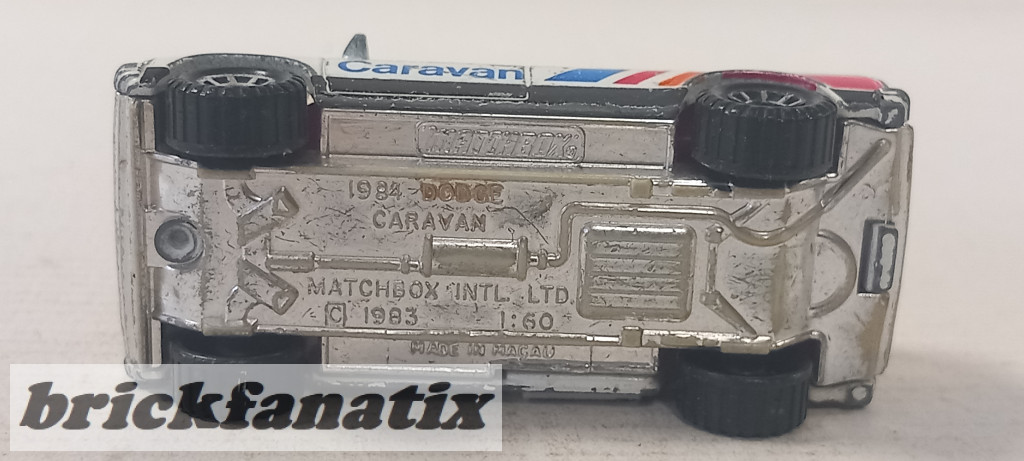 Caravan
MATCHBOX
1984 DODGE
CARAVAN
MATCHBOX INTL. LTD.
C 1983 1:60
MADE IN MACAU
brickfanatix